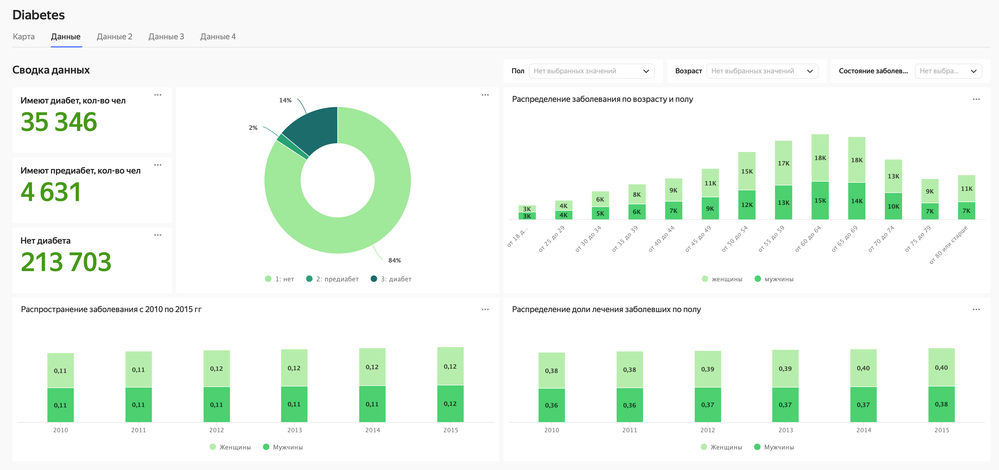 Diabetes
Карта Данные Данные 2 Данные 3 Данные 4
Сводка данных
Пол Нет выбранных значений
Возраст Нет выбранных значений
Состояние заболев... Нет выбра...
Имеют диабет, кол-во чел
35 346
Имеют предиабет, кол-во чел
4 631
Нет диабета
213 703
14%
2%
84%
1: нет 2: предиабет 3: диабет
Распределение заболевания по возрасту и полу
3K 4K 6K 8K 9K 11K 15K 17K 18K 18K 13K 9K 11K
3K 4K 5K 6K 7K 9K 12K 13K 15K 14K 10K 7K 7K
от 18 д... от 25 до 29 от 30 до 34 от 35 до 39 от 40 до 44 от 45 до 49 от 50 до 54 от 55 до 59 от 60 до 64 от 65 до 69 от 70 до 74 от 75 до 79 от 80 или старше
женщины мужчины
Распространение заболевания с 2010 по 2015 гг
0,11 0,11 0,12 0,12 0,12 0,12
0,11 0,11 0,11 0,11 0,11 0,12
2010 2011 2012 2013 2014 2015
Женщины Мужчины
Распределение доли лечения заболевших по полу
0,38 0,38 0,39 0,39 0,40 0,40
0,36 0,36 0,37 0,37 0,37 0,38
2010 2011 2012 2013 2014 2015
Женщины Мужчины